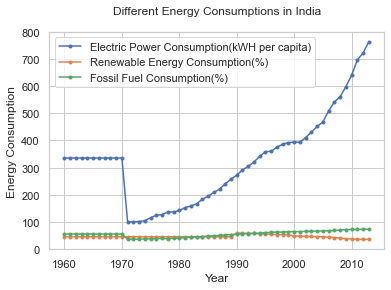 Different Energy Consumptions in India
Electric Power Consumption(kWH per capita)
Renewable Energy Consumption(%)
Fossil Fuel Consumption(%)
Energy Consumption
800
700
600
500
400
300
200
100
0
1960
1970
1980
1990
2000
2010
Year